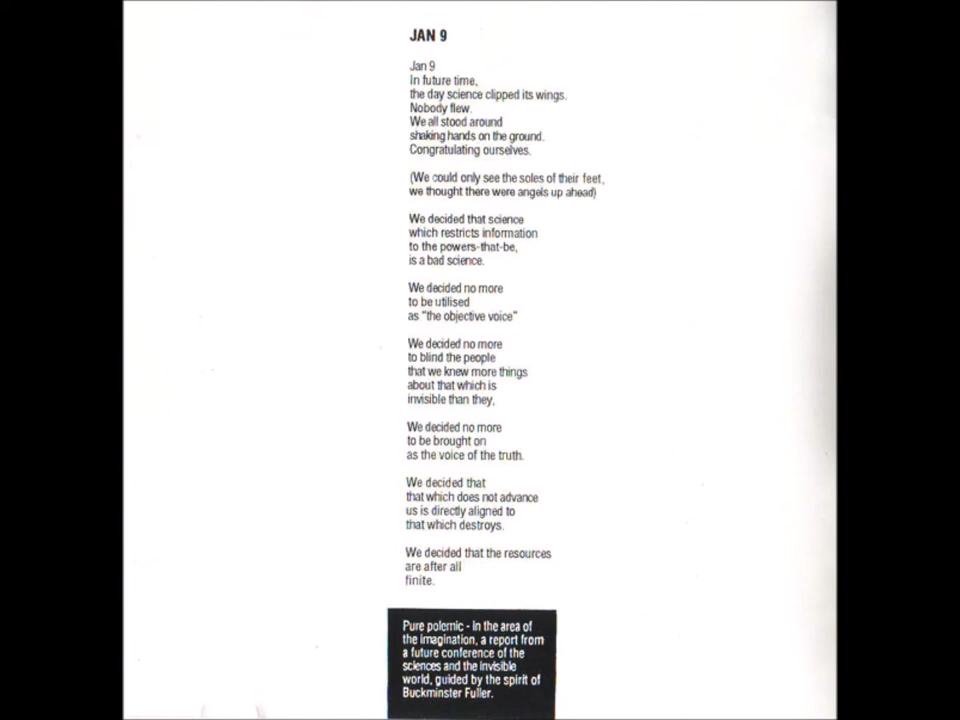 JAN 9
Jan 9
In future time,
the day science clipped its wings.
Nobody flew.
We all stood around
shaking hands on the ground.
Congratulating ourselves.
(We could only see the soles of their feet,
we thought there were angels up ahead)
We decided that science
which restricts information
to the powers-that-be,
is a bad science.
We decided no more
to be utilised
as "the objective voice"
We decided no more
to blind the people
that we knew more things
about that which is
invisible than they,
We decided no more
to be brought on
as the voice of the truth.
We decided that
that which does not advance
us is directly aligned to
that which destroys.
We decided that the resources
are after all
finite.
Pure polemic - in the area of
the imagination, a report from
a future conference of the
sciences and the invisible
world, guided by the spirit of
Buckminster Fuller.